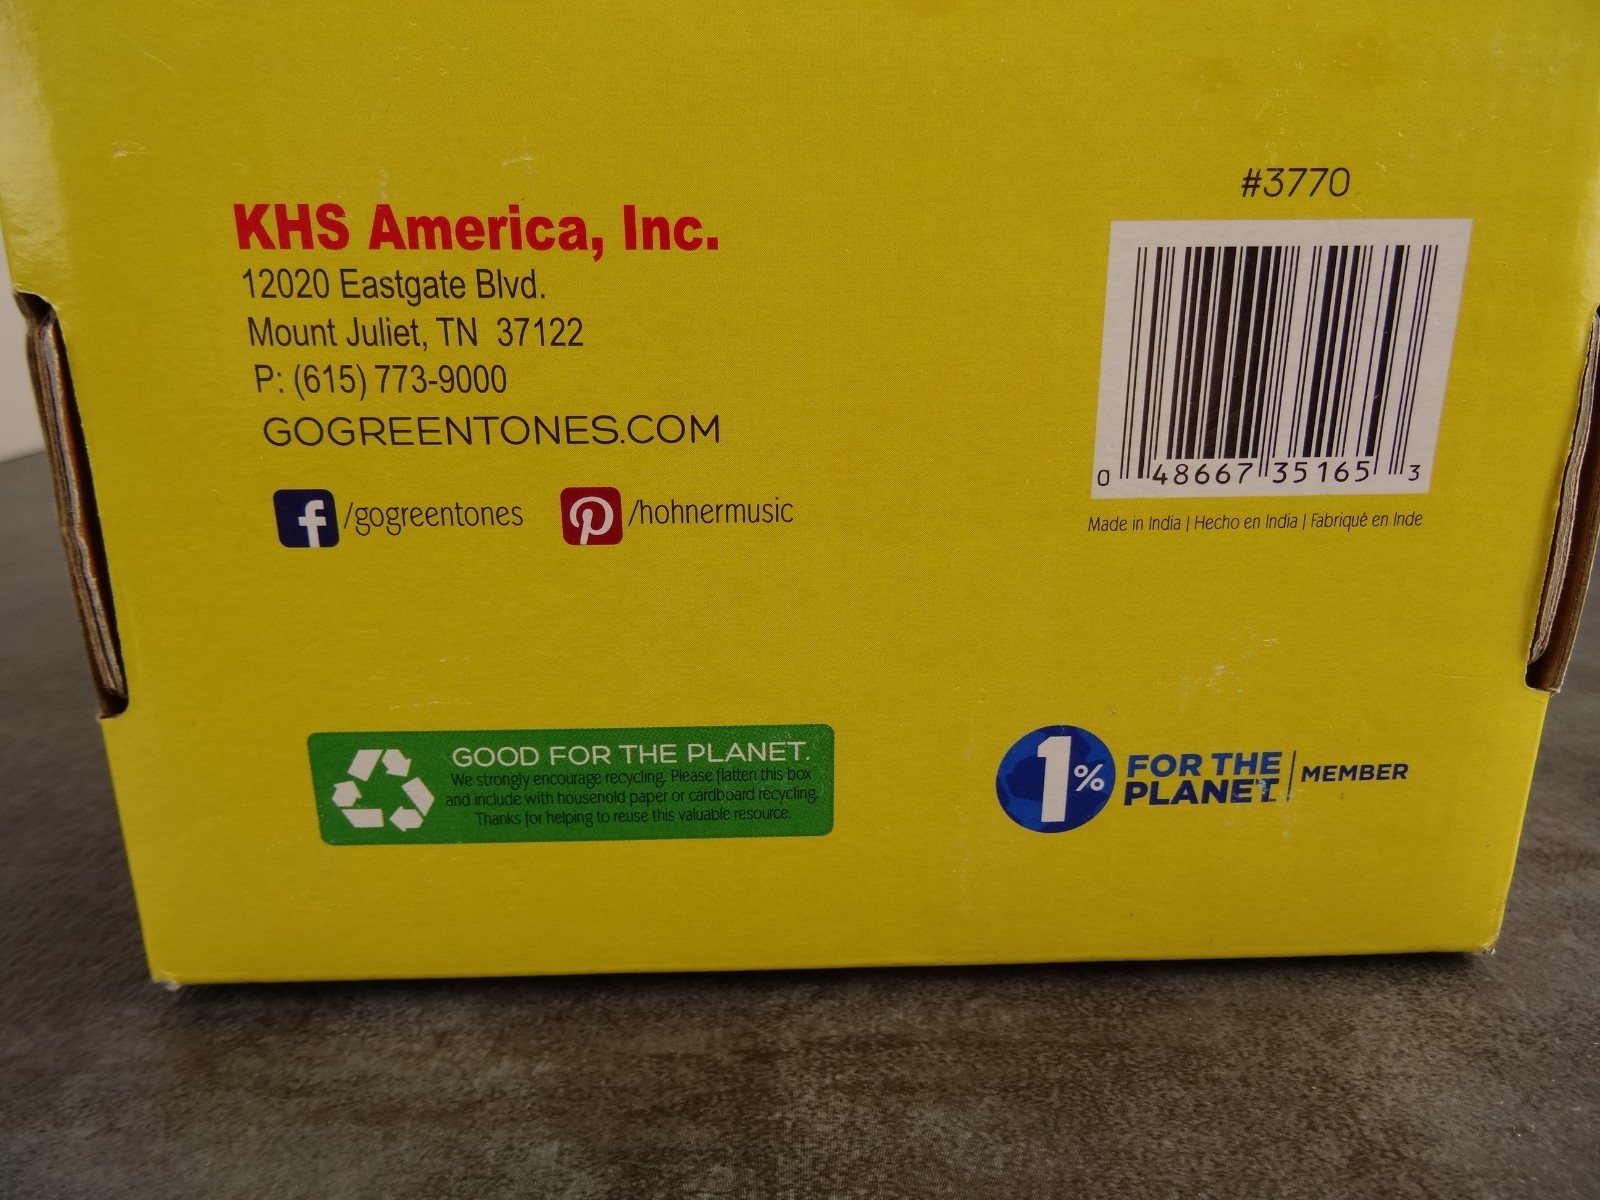 KHS America, Inc.
12020 Eastgate Blvd.
Mount Juliet, TN 37122
P: (615) 773-9000
GOGREENTONES.COM
f /gogreentones
p /hohnermusic
#3770
0 48667 35165 3
Made in India | Hecho en India | Fabriqué en Inde
GOOD FOR THE PLANET.
We strongly encourage recycling. Please flatten this box
and include with household paper or cardboard recycling.
Thanks for helping to reuse this valuable resource.
1% FOR THE
PLANET | MEMBER